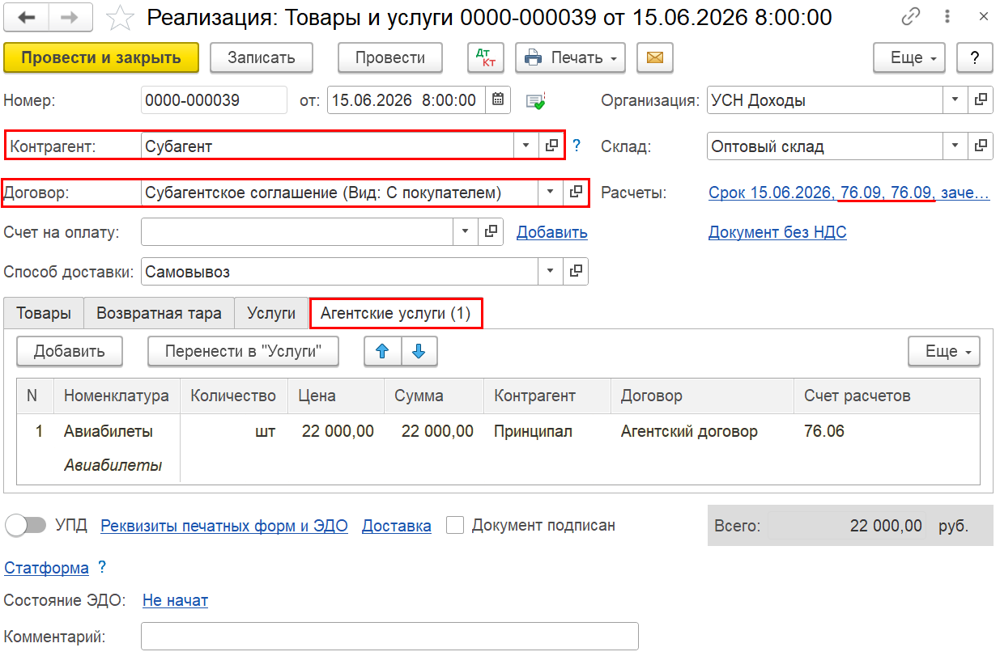 Реализация: Товары и услуги 0000-000039 от 15.06.2026 8:00:00
Провести и закрыть Записать Провести Дт Кт Печать Еще ?
Номер: 0000-000039 от: 15.06.2026 8:00:00 Организация: УСН Доходы
Контрагент: Субагент ? Склад: Оптовый склад
Договор: Субагентское соглашение (Вид: С покупателем) Расчеты: Срок 15.06.2026, 76.09, 76.09, заче...
Счет на оплату: Добавить Документ без НДС
Способ доставки: Самовывоз
Товары Возвратная тара Услуги Агентские услуги (1)
Добавить Перенести в "Услуги" Еще
N Номенклатура Количество Цена Сумма Контрагент Договор Счет расчетов
1 Авиабилеты шт 22 000,00 22 000,00 Принципал Агентский договор 76.06
Авиабилеты
УПД Реквизиты печатных форм и ЭДО Доставка Документ подписан Всего: 22 000,00 руб.
Статформа ?
Состояние ЭДО: Не начат
Комментарий: